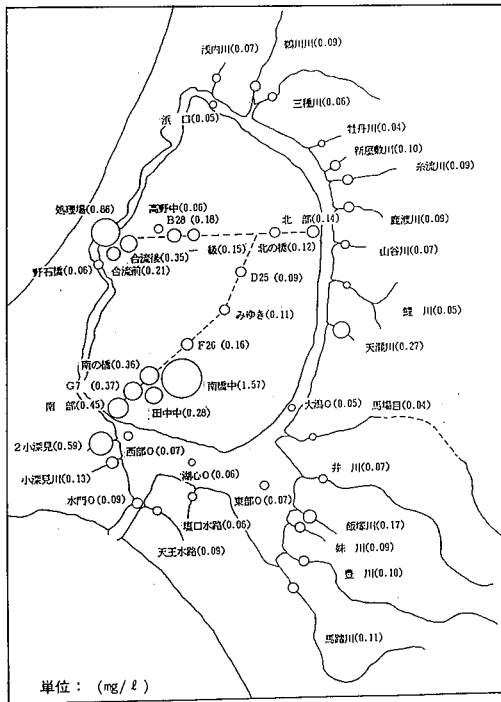 浅内川(0.07)
鵜川川(0.09)
三種川(0.06)
浜 口(0.05)
牡丹川(0.04)
新屋敷川(0.10)
糸流川(0.09)
処理場(0.86)
高野中(0.06)
B28 (0.18)
北 部(0.14)
鹿渡川(0.09)
一級(0.15)
北の橋(0.12)
山谷川(0.07)
野石橋(0.06)
合流後(0.35)
合流前(0.21)
D25 (0.09)
鯉 川(0.05)
みゆき(0.11)
天瀬川(0.27)
F26 (0.16)
南の橋(0.36)
G7 (0.37)
南橋中(1.57)
南 部(0.45)
田中中(0.28)
大潟O(0.05)
馬場目(0.04)
2小深見(0.59)
西部O(0.07)
湖心O(0.06)
井 川(0.07)
小深見川(0.13)
東部O(0.07)
水門O(0.09)
塩口水路(0.06)
飯塚川(0.17)
天王水路(0.09)
妹 川(0.09)
豊 川(0.10)
馬踏川(0.11)
単位: (mg/ℓ)